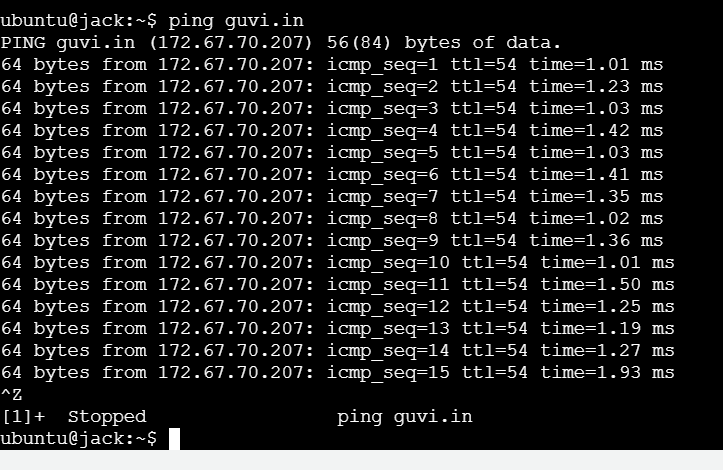 ubuntu@jack:~$ ping guvi.in
PING guvi.in (172.67.70.207) 56(84) bytes of data.
64 bytes from 172.67.70.207: icmp_seq=1 ttl=54 time=1.01 ms
64 bytes from 172.67.70.207: icmp_seq=2 ttl=54 time=1.23 ms
64 bytes from 172.67.70.207: icmp_seq=3 ttl=54 time=1.03 ms
64 bytes from 172.67.70.207: icmp_seq=4 ttl=54 time=1.42 ms
64 bytes from 172.67.70.207: icmp_seq=5 ttl=54 time=1.03 ms
64 bytes from 172.67.70.207: icmp_seq=6 ttl=54 time=1.41 ms
64 bytes from 172.67.70.207: icmp_seq=7 ttl=54 time=1.35 ms
64 bytes from 172.67.70.207: icmp_seq=8 ttl=54 time=1.02 ms
64 bytes from 172.67.70.207: icmp_seq=9 ttl=54 time=1.36 ms
64 bytes from 172.67.70.207: icmp_seq=10 ttl=54 time=1.01 ms
64 bytes from 172.67.70.207: icmp_seq=11 ttl=54 time=1.50 ms
64 bytes from 172.67.70.207: icmp_seq=12 ttl=54 time=1.25 ms
64 bytes from 172.67.70.207: icmp_seq=13 ttl=54 time=1.19 ms
64 bytes from 172.67.70.207: icmp_seq=14 ttl=54 time=1.27 ms
64 bytes from 172.67.70.207: icmp_seq=15 ttl=54 time=1.93 ms
^Z
[1]+  Stopped                 ping guvi.in
ubuntu@jack:~$